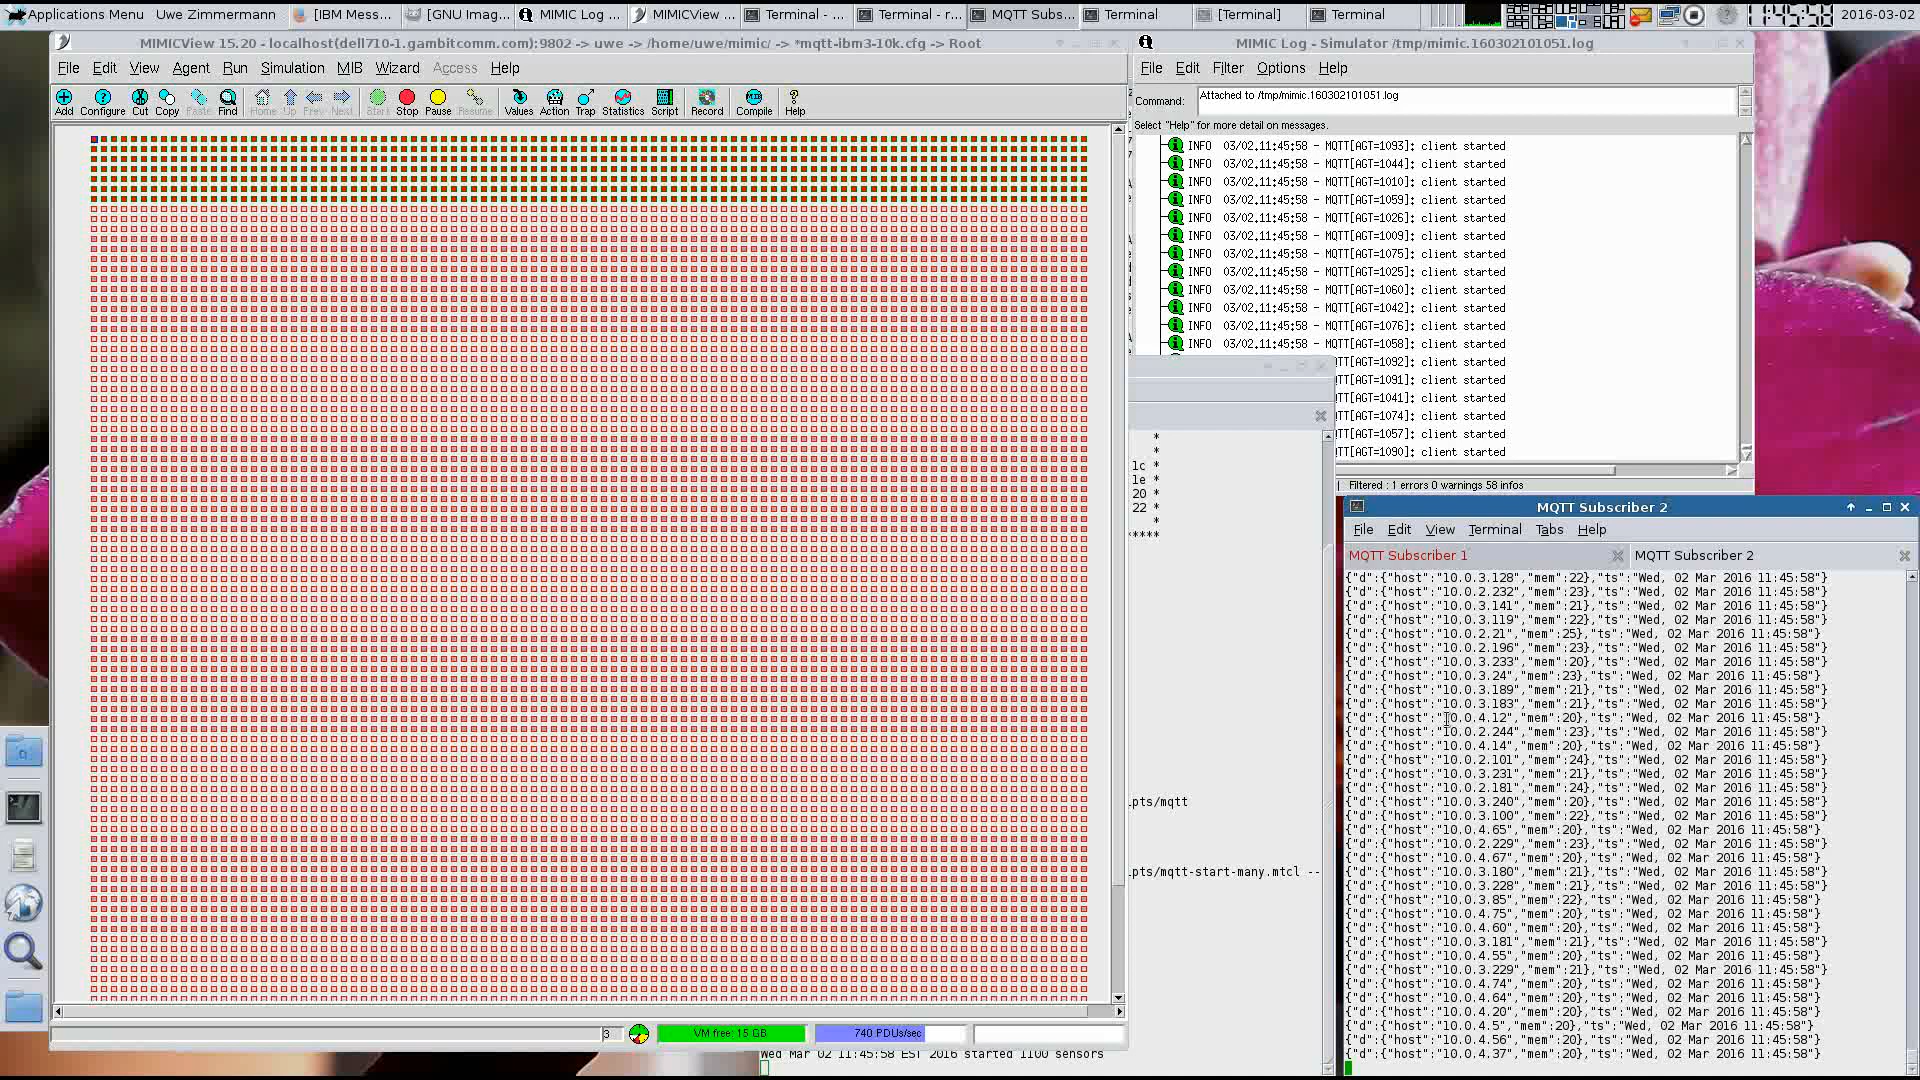 Applications Menu
Uwe Zimmermann
[IBM Mess...
[GNU Imag...
MIMIC Log ...
MIMICView ...
Terminal - ...
Terminal - r...
MQTT Subs...
Terminal
[Terminal]
Terminal
2016-03-02
MIMICView 15.20 - localhost(dell710-1.gambitcomm.com):9802 -> uwe -> /home/uwe/mimic/ -> *mqtt-ibm3-10k.cfg -> Root
File Edit View Agent Run Simulation MIB Wizard Access Help
Add Configure Cut Copy Paste Find Home Up Prev Next Start Stop Pause Resume Values Action Trap Statistics Script Record Compile Help
3
VM free: 15 GB
740 PDUs/sec
MIMIC Log - Simulator /tmp/mimic.160302101051.log
File Edit Filter Options Help
Command: Attached to /tmp/mimic.160302101051.log
Select "Help" for more detail on messages.
INFO 03/02.11:45:58 - MQTT[AGT=1093]: client started
INFO 03/02.11:45:58 - MQTT[AGT=1044]: client started
INFO 03/02.11:45:58 - MQTT[AGT=1010]: client started
INFO 03/02.11:45:58 - MQTT[AGT=1059]: client started
INFO 03/02.11:45:58 - MQTT[AGT=1026]: client started
INFO 03/02.11:45:58 - MQTT[AGT=1009]: client started
INFO 03/02.11:45:58 - MQTT[AGT=1075]: client started
INFO 03/02.11:45:58 - MQTT[AGT=1025]: client started
INFO 03/02.11:45:58 - MQTT[AGT=1060]: client started
INFO 03/02.11:45:58 - MQTT[AGT=1042]: client started
INFO 03/02.11:45:58 - MQTT[AGT=1076]: client started
INFO 03/02.11:45:58 - MQTT[AGT=1058]: client started
TT[AGT=1092]: client started
TT[AGT=1091]: client started
TT[AGT=1041]: client started
TT[AGT=1074]: client started
TT[AGT=1057]: client started
TT[AGT=1090]: client started
Filtered : 1 errors 0 warnings 58 infos
*
*
lc *
le *
20 *
22 *
*
*****
pts/mqtt
pts/mqtt-start-many.mtcl --
Wed Mar 02 11:45:58 EST 2016 started 1100 sensors
MQTT Subscriber 2
File Edit View Terminal Tabs Help
MQTT Subscriber 1
MQTT Subscriber 2
{"d":{"host":"10.0.3.128","mem":22},"ts":"Wed, 02 Mar 2016 11:45:58"}
{"d":{"host":"10.0.2.232","mem":23},"ts":"Wed, 02 Mar 2016 11:45:58"}
{"d":{"host":"10.0.3.141","mem":21},"ts":"Wed, 02 Mar 2016 11:45:58"}
{"d":{"host":"10.0.3.119","mem":22},"ts":"Wed, 02 Mar 2016 11:45:58"}
{"d":{"host":"10.0.2.21","mem":25},"ts":"Wed, 02 Mar 2016 11:45:58"}
{"d":{"host":"10.0.2.196","mem":23},"ts":"Wed, 02 Mar 2016 11:45:58"}
{"d":{"host":"10.0.3.233","mem":20},"ts":"Wed, 02 Mar 2016 11:45:58"}
{"d":{"host":"10.0.3.24","mem":23},"ts":"Wed, 02 Mar 2016 11:45:58"}
{"d":{"host":"10.0.3.189","mem":21},"ts":"Wed, 02 Mar 2016 11:45:58"}
{"d":{"host":"10.0.3.183","mem":21},"ts":"Wed, 02 Mar 2016 11:45:58"}
{"d":{"host":"10.0.4.12","mem":20},"ts":"Wed, 02 Mar 2016 11:45:58"}
{"d":{"host":"10.0.2.244","mem":23},"ts":"Wed, 02 Mar 2016 11:45:58"}
{"d":{"host":"10.0.4.14","mem":20},"ts":"Wed, 02 Mar 2016 11:45:58"}
{"d":{"host":"10.0.2.101","mem":24},"ts":"Wed, 02 Mar 2016 11:45:58"}
{"d":{"host":"10.0.3.231","mem":21},"ts":"Wed, 02 Mar 2016 11:45:58"}
{"d":{"host":"10.0.2.181","mem":24},"ts":"Wed, 02 Mar 2016 11:45:58"}
{"d":{"host":"10.0.3.240","mem":20},"ts":"Wed, 02 Mar 2016 11:45:58"}
{"d":{"host":"10.0.3.100","mem":22},"ts":"Wed, 02 Mar 2016 11:45:58"}
{"d":{"host":"10.0.4.65","mem":20},"ts":"Wed, 02 Mar 2016 11:45:58"}
{"d":{"host":"10.0.2.229","mem":23},"ts":"Wed, 02 Mar 2016 11:45:58"}
{"d":{"host":"10.0.4.67","mem":20},"ts":"Wed, 02 Mar 2016 11:45:58"}
{"d":{"host":"10.0.3.180","mem":21},"ts":"Wed, 02 Mar 2016 11:45:58"}
{"d":{"host":"10.0.3.228","mem":21},"ts":"Wed, 02 Mar 2016 11:45:58"}
{"d":{"host":"10.0.3.85","mem":22},"ts":"Wed, 02 Mar 2016 11:45:58"}
{"d":{"host":"10.0.4.75","mem":20},"ts":"Wed, 02 Mar 2016 11:45:58"}
{"d":{"host":"10.0.4.60","mem":20},"ts":"Wed, 02 Mar 2016 11:45:58"}
{"d":{"host":"10.0.3.181","mem":21},"ts":"Wed, 02 Mar 2016 11:45:58"}
{"d":{"host":"10.0.4.55","mem":20},"ts":"Wed, 02 Mar 2016 11:45:58"}
{"d":{"host":"10.0.3.229","mem":21},"ts":"Wed, 02 Mar 2016 11:45:58"}
{"d":{"host":"10.0.4.74","mem":20},"ts":"Wed, 02 Mar 2016 11:45:58"}
{"d":{"host":"10.0.4.64","mem":20},"ts":"Wed, 02 Mar 2016 11:45:58"}
{"d":{"host":"10.0.4.20","mem":20},"ts":"Wed, 02 Mar 2016 11:45:58"}
{"d":{"host":"10.0.4.5","mem":20},"ts":"Wed, 02 Mar 2016 11:45:58"}
{"d":{"host":"10.0.4.56","mem":20},"ts":"Wed, 02 Mar 2016 11:45:58"}
{"d":{"host":"10.0.4.37","mem":20},"ts":"Wed, 02 Mar 2016 11:45:58"}